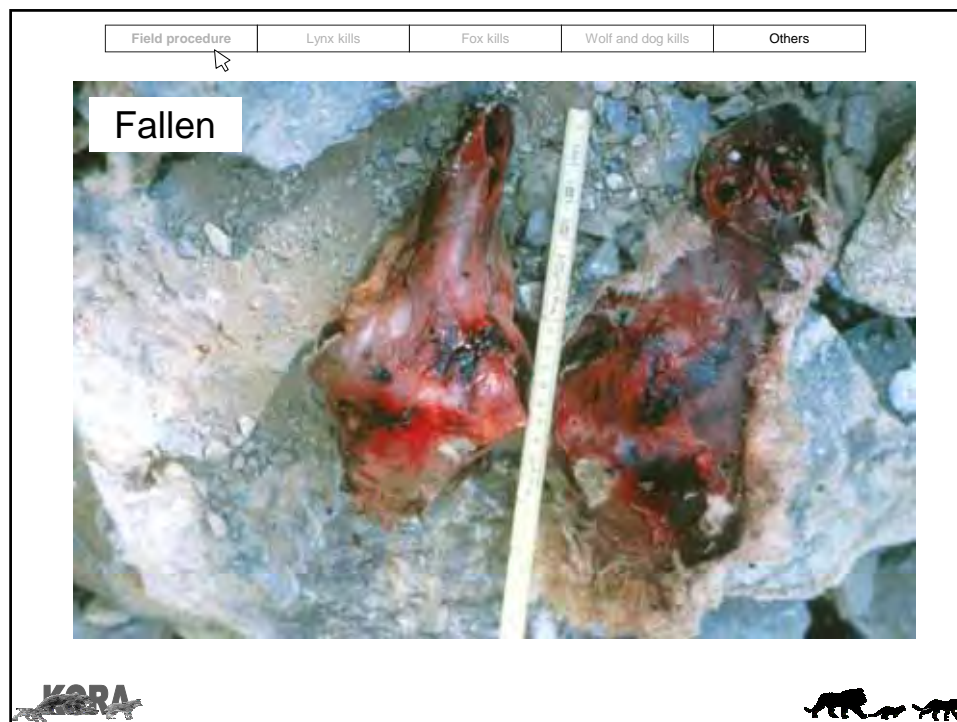 Field procedure
Lynx kills
Fox kills
Wolf and dog kills
Others
Fallen
KORA